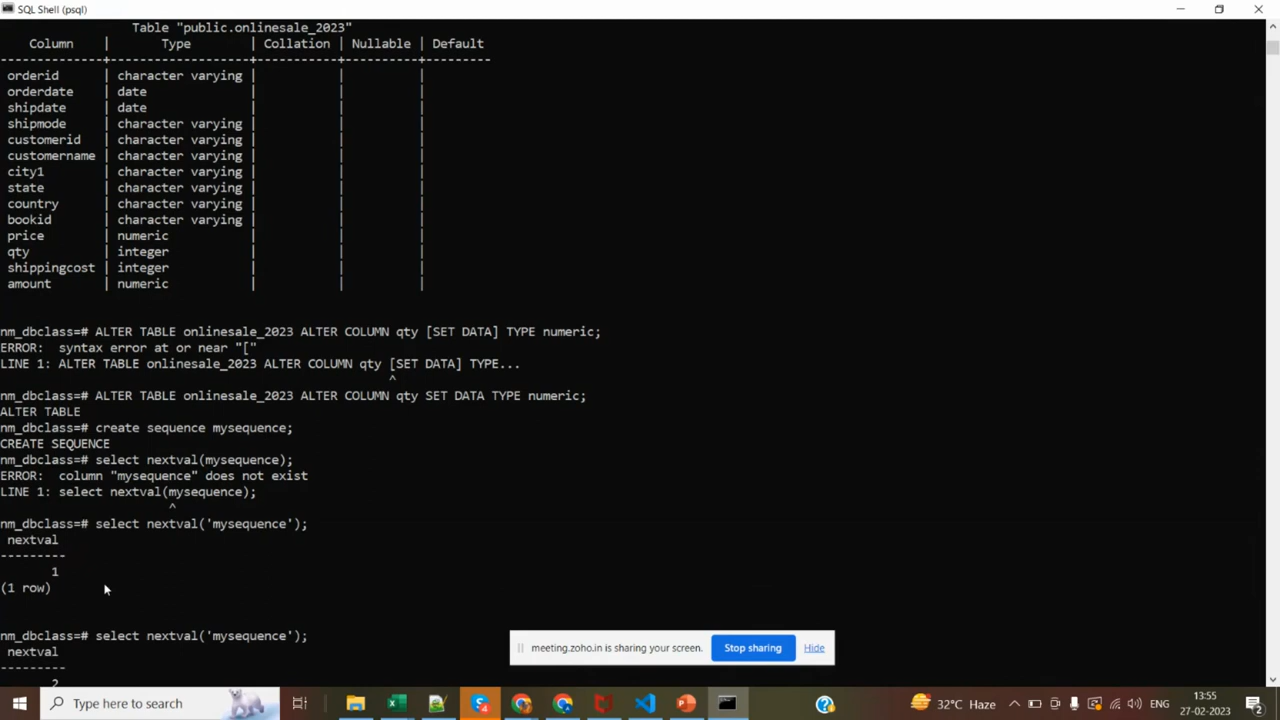 SQL Shell (psql)
Table "public.onlinesale_2023"
Column | Type | Collation | Nullable | Default
---------------+-------------------+-----------+----------+---------
orderid | character varying | | |
orderdate | date | | |
shipdate | date | | |
shipmode | character varying | | |
customerid | character varying | | |
customername | character varying | | |
city1 | character varying | | |
state | character varying | | |
country | character varying | | |
bookid | character varying | | |
price | numeric | | |
qty | integer | | |
shippingcost | integer | | |
amount | numeric | | |
nm_dbclass=# ALTER TABLE onlinesale_2023 ALTER COLUMN qty [SET DATA] TYPE numeric;
ERROR: syntax error at or near "["
LINE 1: ALTER TABLE onlinesale_2023 ALTER COLUMN qty [SET DATA] TYPE...
^
nm_dbclass=# ALTER TABLE onlinesale_2023 ALTER COLUMN qty SET DATA TYPE numeric;
ALTER TABLE
nm_dbclass=# create sequence mysequence;
CREATE SEQUENCE
nm_dbclass=# select nextval(mysequence);
ERROR: column "mysequence" does not exist
LINE 1: select nextval(mysequence);
^
nm_dbclass=# select nextval('mysequence');
nextval
---------
1
(1 row)
nm_dbclass=# select nextval('mysequence');
nextval
---------
2
meeting.zoho.in is sharing your screen. Stop sharing Hide
Type here to search
32°C Haze
ENG
13:55
27-02-2023
2